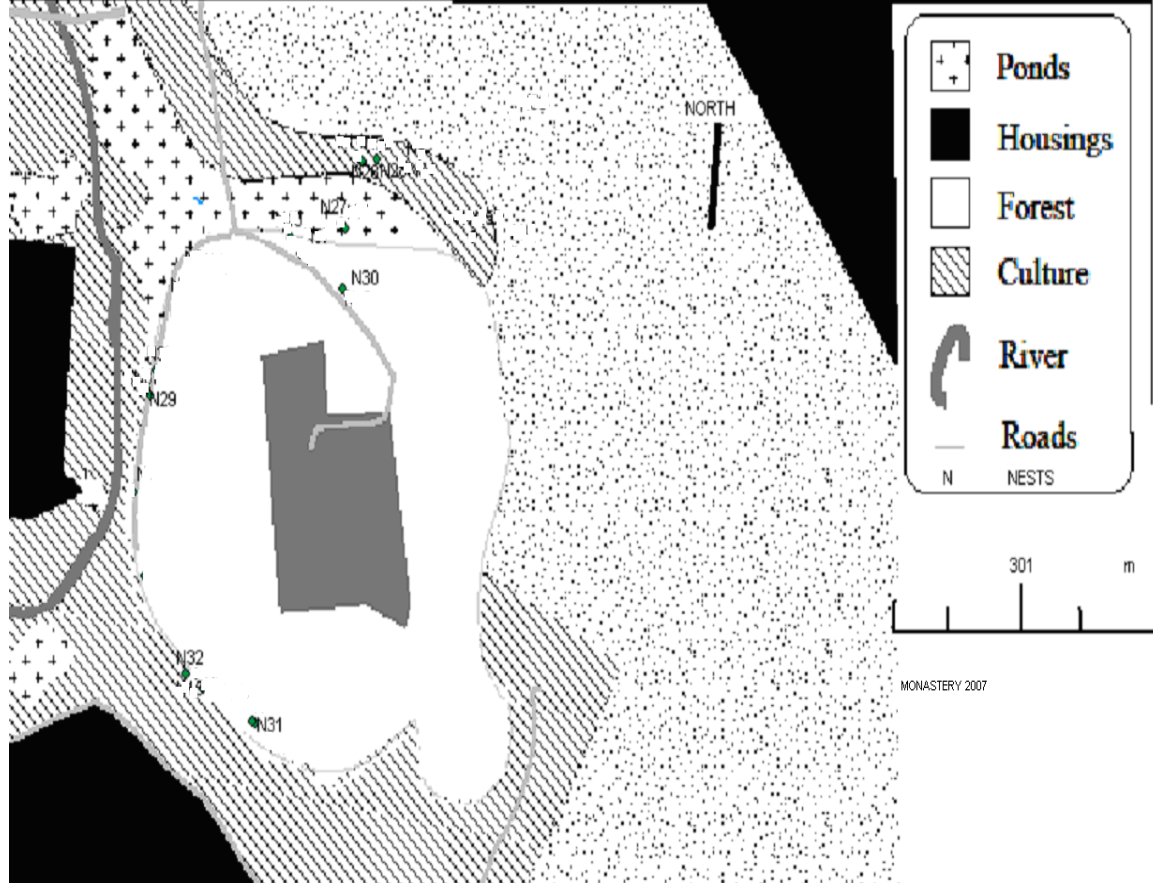 NORTH
N27
N30
N29
N32
N31
Ponds
Housings
Forest
Culture
River
Roads
N NESTS
301 m
MONASTERY 2007